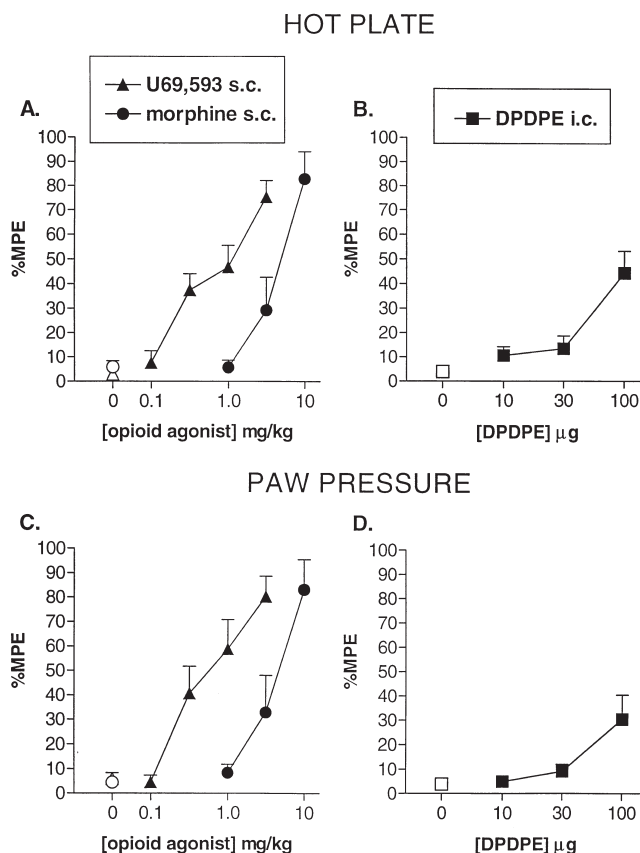 HOT PLATE
U69,593 s.c.
morphine s.c.
DPDPE i.c.
A.
%MPE
100
90
80
70
60
50
40
30
20
10
0
0 0.1 1.0 10
[opioid agonist] mg/kg
B.
%MPE
100
90
80
70
60
50
40
30
20
10
0
0 10 30 100
[DPDPE] µg
PAW PRESSURE
C.
%MPE
100
90
80
70
60
50
40
30
20
10
0
0 0.1 1.0 10
[opioid agonist] mg/kg
D.
%MPE
100
90
80
70
60
50
40
30
20
10
0
0 10 30 100
[DPDPE] µg